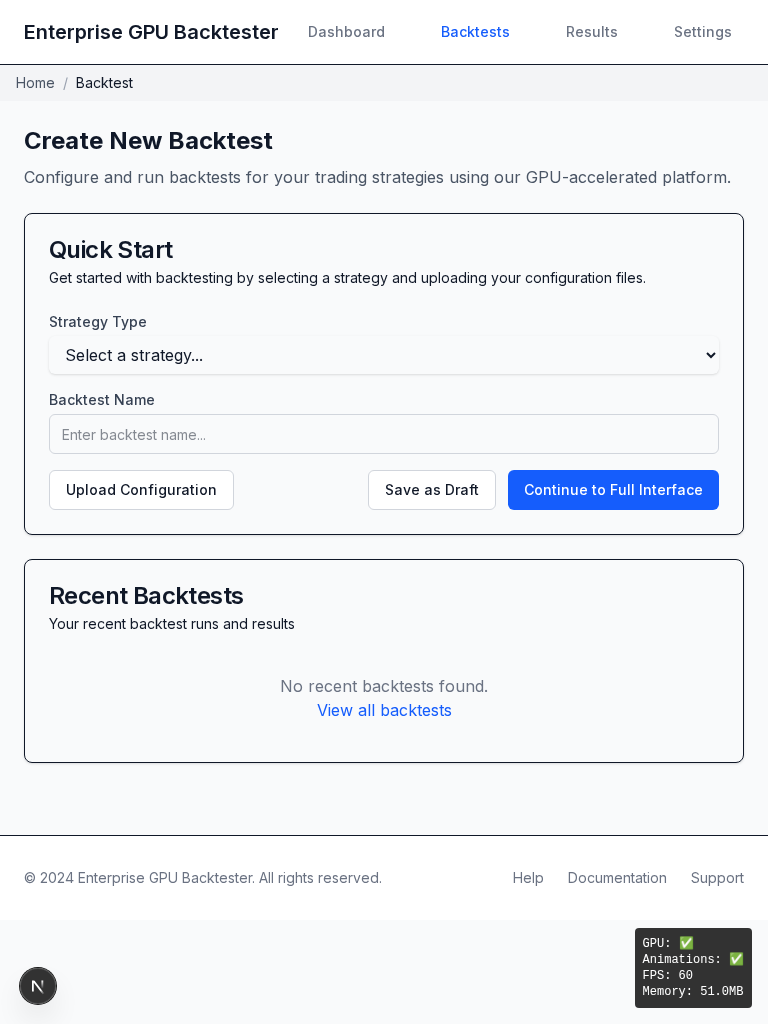 Enterprise GPU Backtester
Dashboard
Backtests
Results
Settings
Home / Backtest
Create New Backtest
Configure and run backtests for your trading strategies using our GPU-accelerated platform.
Quick Start
Get started with backtesting by selecting a strategy and uploading your configuration files.
Strategy Type
Select a strategy...
Backtest Name
Enter backtest name...
Upload Configuration
Save as Draft
Continue to Full Interface
Recent Backtests
Your recent backtest runs and results
No recent backtests found.
View all backtests
© 2024 Enterprise GPU Backtester. All rights reserved.
Help
Documentation
Support
GPU: ✅
Animations: ✅
FPS: 60
Memory: 51.0MB
N